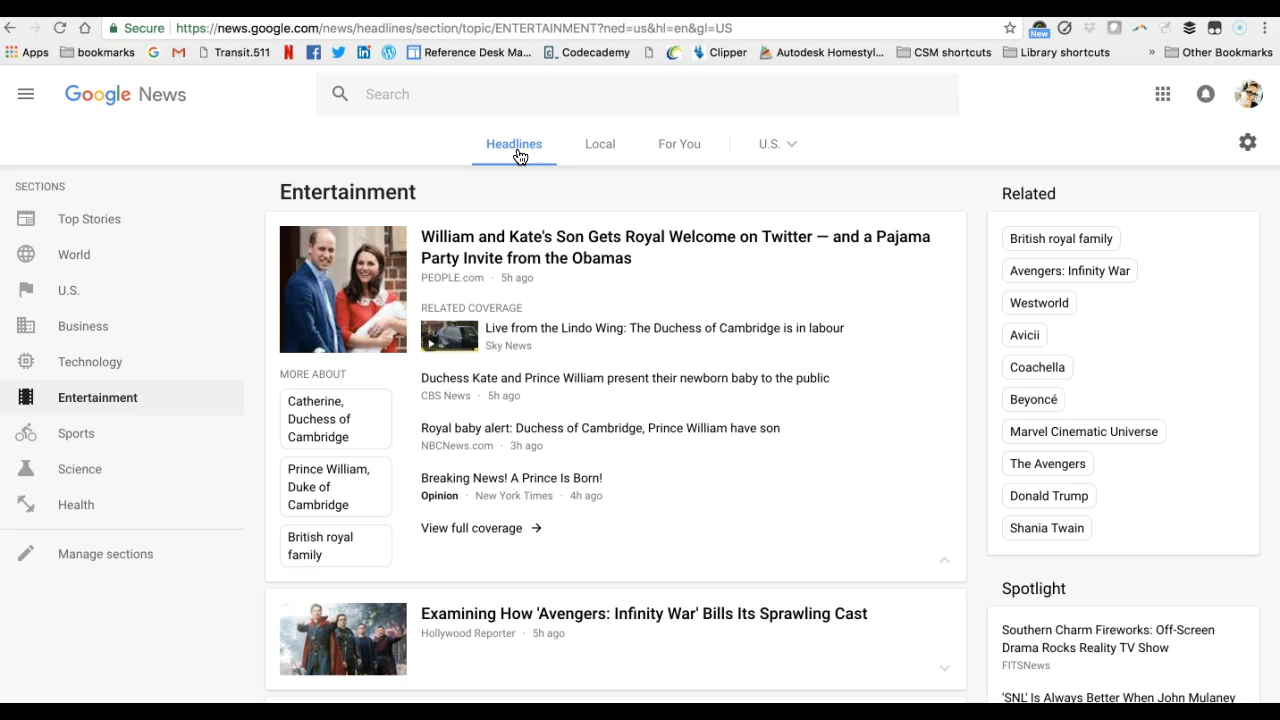 Secure
https://news.google.com/news/headlines/section/topic/ENTERTAINMENT?ned=us&hl=en&gl=US
New
Apps
bookmarks
Transit.511
Reference Desk Ma...
Codecademy
Clipper
Autodesk Homestyl...
CSM shortcuts
Library shortcuts
»
Other Bookmarks
Google News
Search
Headlines
Local
For You
U.S.
SECTIONS
Top Stories
World
U.S.
Business
Technology
Entertainment
Sports
Science
Health
Manage sections
Entertainment
William and Kate's Son Gets Royal Welcome on Twitter — and a Pajama
Party Invite from the Obamas
PEOPLE.com · 5h ago
RELATED COVERAGE
Live from the Lindo Wing: The Duchess of Cambridge is in labour
Sky News
Duchess Kate and Prince William present their newborn baby to the public
CBS News · 5h ago
Royal baby alert: Duchess of Cambridge, Prince William have son
NBCNews.com · 3h ago
Breaking News! A Prince Is Born!
Opinion · New York Times · 4h ago
View full coverage →
MORE ABOUT
Catherine,
Duchess of
Cambridge
Prince William,
Duke of
Cambridge
British royal
family
Examining How 'Avengers: Infinity War' Bills Its Sprawling Cast
Hollywood Reporter · 5h ago
Related
British royal family
Avengers: Infinity War
Westworld
Avicii
Coachella
Beyoncé
Marvel Cinematic Universe
The Avengers
Donald Trump
Shania Twain
Spotlight
Southern Charm Fireworks: Off-Screen
Drama Rocks Reality TV Show
FITSNews
'SNL' Is Always Better When John Mulaney